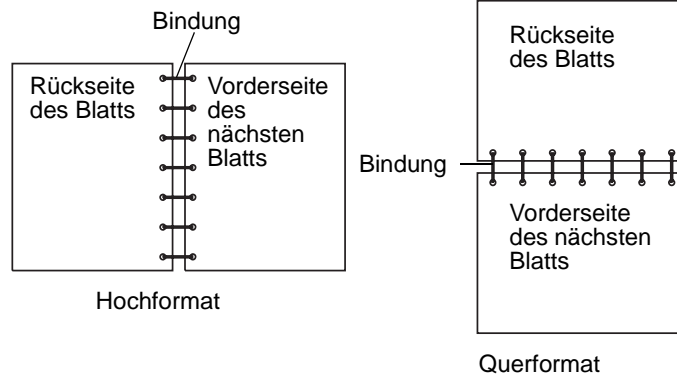 Bindung
Rückseite
des Blatts
Vorderseite
des
nächsten
Blatts
Hochformat
Rückseite
des Blatts
Bindung
Vorderseite
des nächsten
Blatts
Querformat